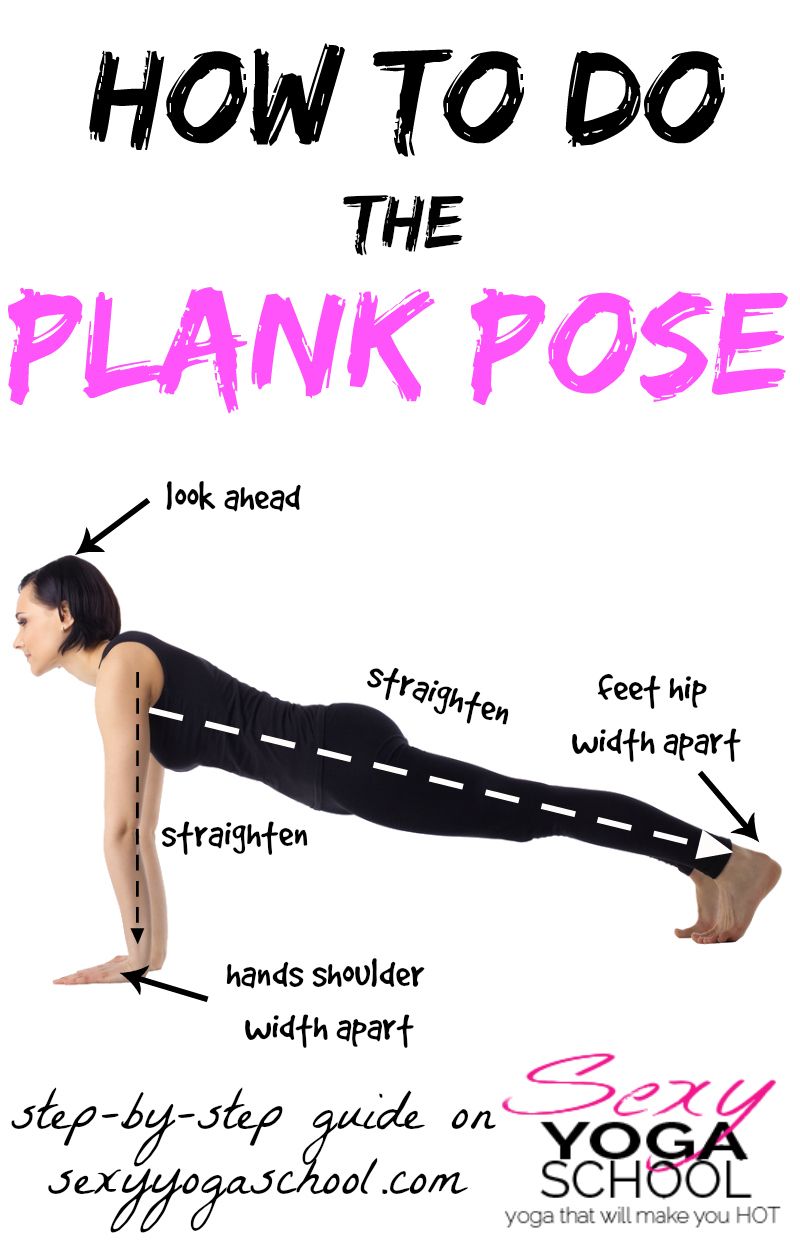 HOW TO DO
THE
PLANK POSE
look ahead
straighten
feet hip
width apart
straighten
hands shoulder
width apart
step-by-step guide on
sexyyogaschool.com
Sexy
YOGA
SCHOOL
yoga that will make you HOT